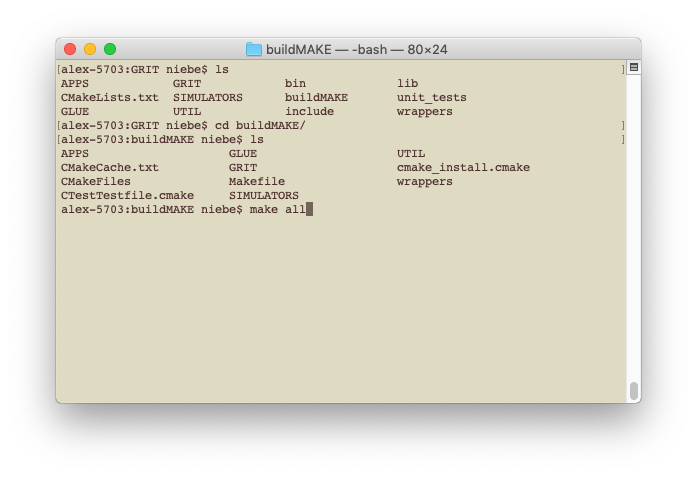 buildMAKE — -bash — 80×24
[alex-5703:GRIT niebe$ ls ]
APPS GRIT bin lib
CMakeLists.txt SIMULATORS buildMAKE unit_tests
GLUE UTIL include wrappers
[alex-5703:GRIT niebe$ cd buildMAKE/ ]
[alex-5703:buildMAKE niebe$ ls ]
APPS GLUE UTIL
CMakeCache.txt GRIT cmake_install.cmake
CMakeFiles Makefile wrappers
CTestTestfile.cmake SIMULATORS
alex-5703:buildMAKE niebe$ make all